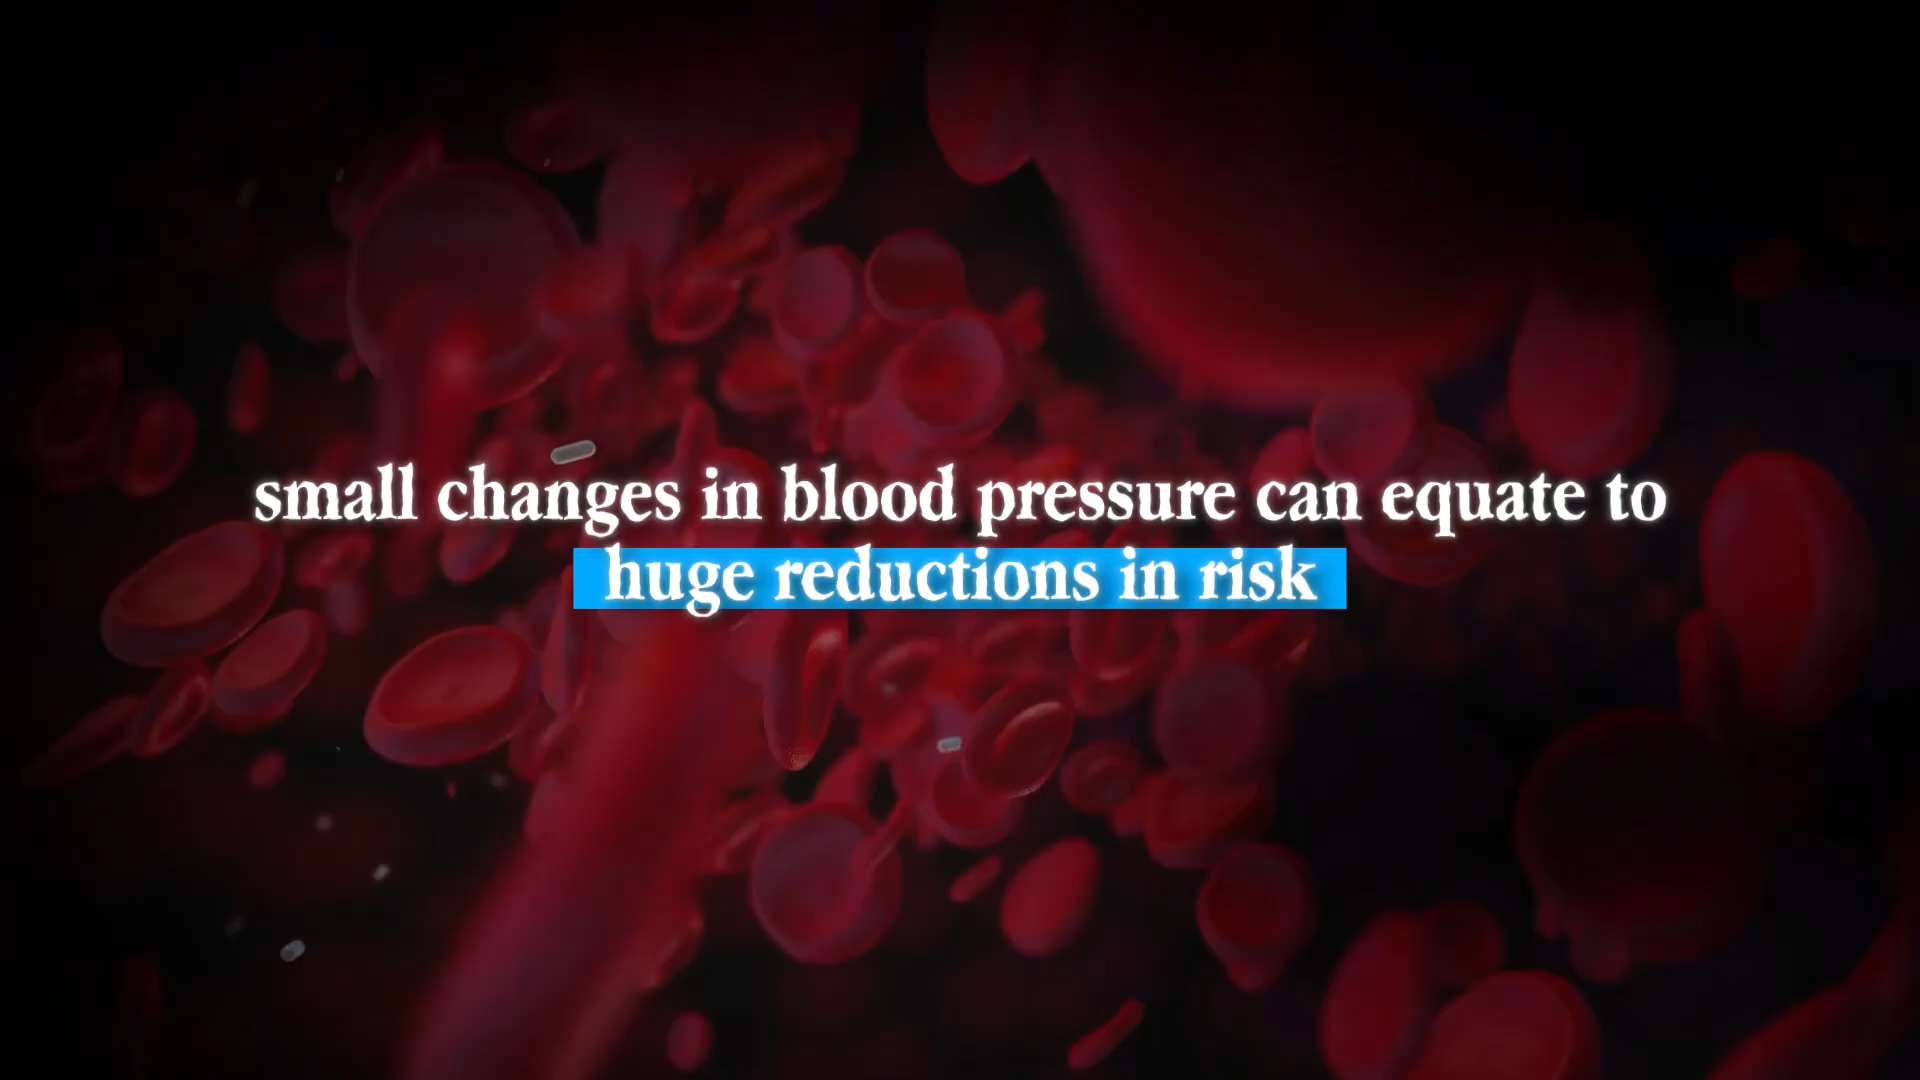 small changes in blood pressure can equate to
huge reductions in risk